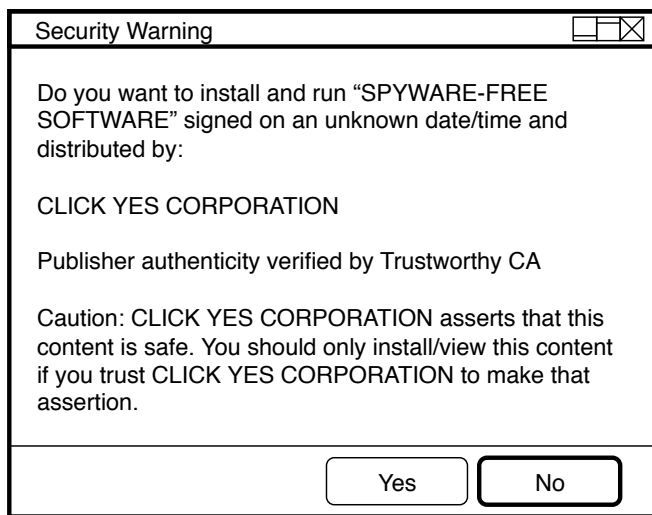 Security Warning
Do you want to install and run “SPYWARE-FREE
SOFTWARE” signed on an unknown date/time and
distributed by:
CLICK YES CORPORATION
Publisher authenticity verified by Trustworthy CA
Caution: CLICK YES CORPORATION asserts that this
content is safe. You should only install/view this content
if you trust CLICK YES CORPORATION to make that
assertion.
Yes
No